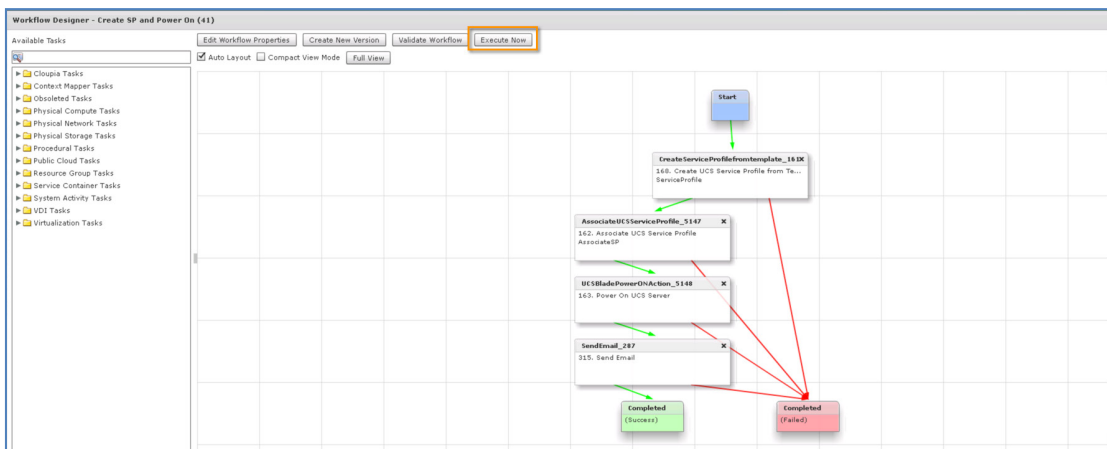 Workflow Designer - Create SP and Power On (41)
Available Tasks
Edit Workflow Properties
Create New Version
Validate Workflow
Execute Now
Auto Layout
Compact View Mode
Full View
Cloupia Tasks
Context Mapper Tasks
Obsoleted Tasks
Physical Compute Tasks
Physical Network Tasks
Physical Storage Tasks
Procedural Tasks
Public Cloud Tasks
Resource Group Tasks
Service Container Tasks
System Activity Tasks
VDI Tasks
Virtualization Tasks
Start
CreateServiceProfilefromtemplate_161
168. Create UCS Service Profile from Te...
ServiceProfile
AssociateUCSServiceProfile_5147
162. Associate UCS Service Profile
AssociateSP
UCSBladePowerONAction_5148
163. Power On UCS Server
SendEmail_287
315. Send Email
Completed
(Success)
Completed
(Failed)